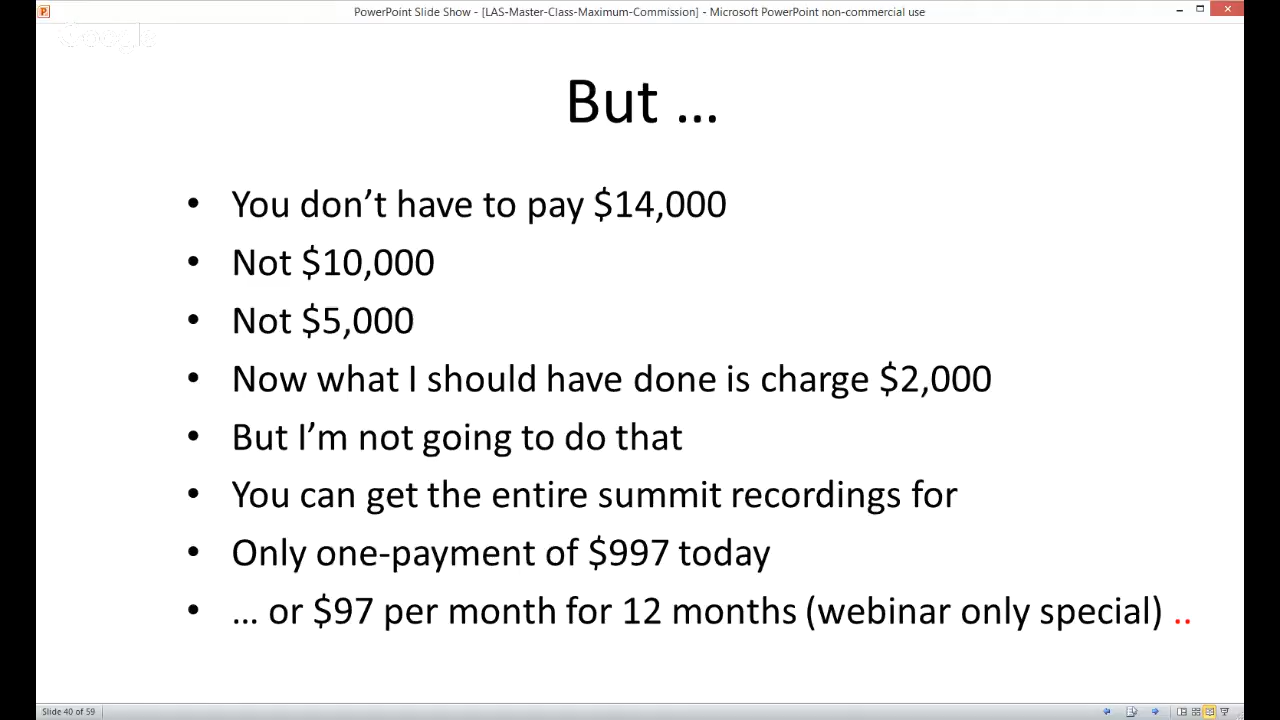 PowerPoint Slide Show - [LAS-Master-Class-Maximum-Commission] - Microsoft PowerPoint non-commercial use
Google
But ...
• You don't have to pay $14,000
• Not $10,000
• Not $5,000
• Now what I should have done is charge $2,000
• But I'm not going to do that
• You can get the entire summit recordings for
• Only one-payment of $997 today
• ... or $97 per month for 12 months (webinar only special) ..
Slide 40 of 59